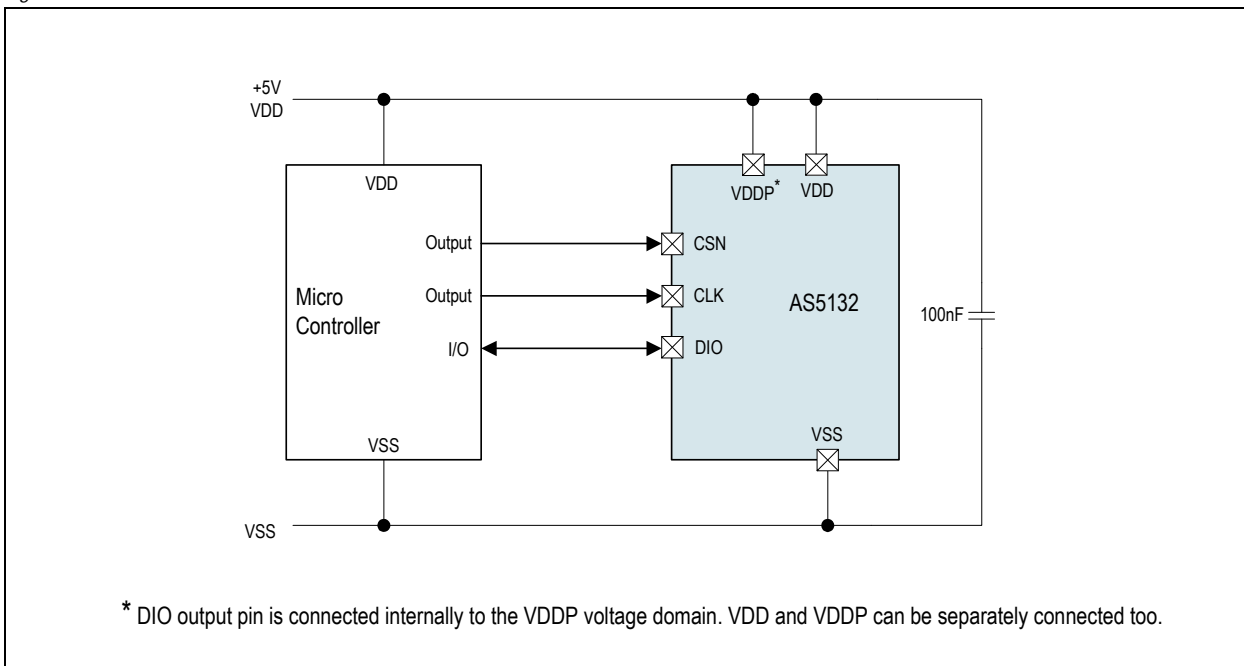 +5V
VDD
VDD
VDDP*
VDD
Output
CSN
Output
CLK
Micro
Controller
AS5132
100nF
I/O
DIO
VSS
VSS
VSS
* DIO output pin is connected internally to the VDDP voltage domain. VDD and VDDP can be separately connected too.